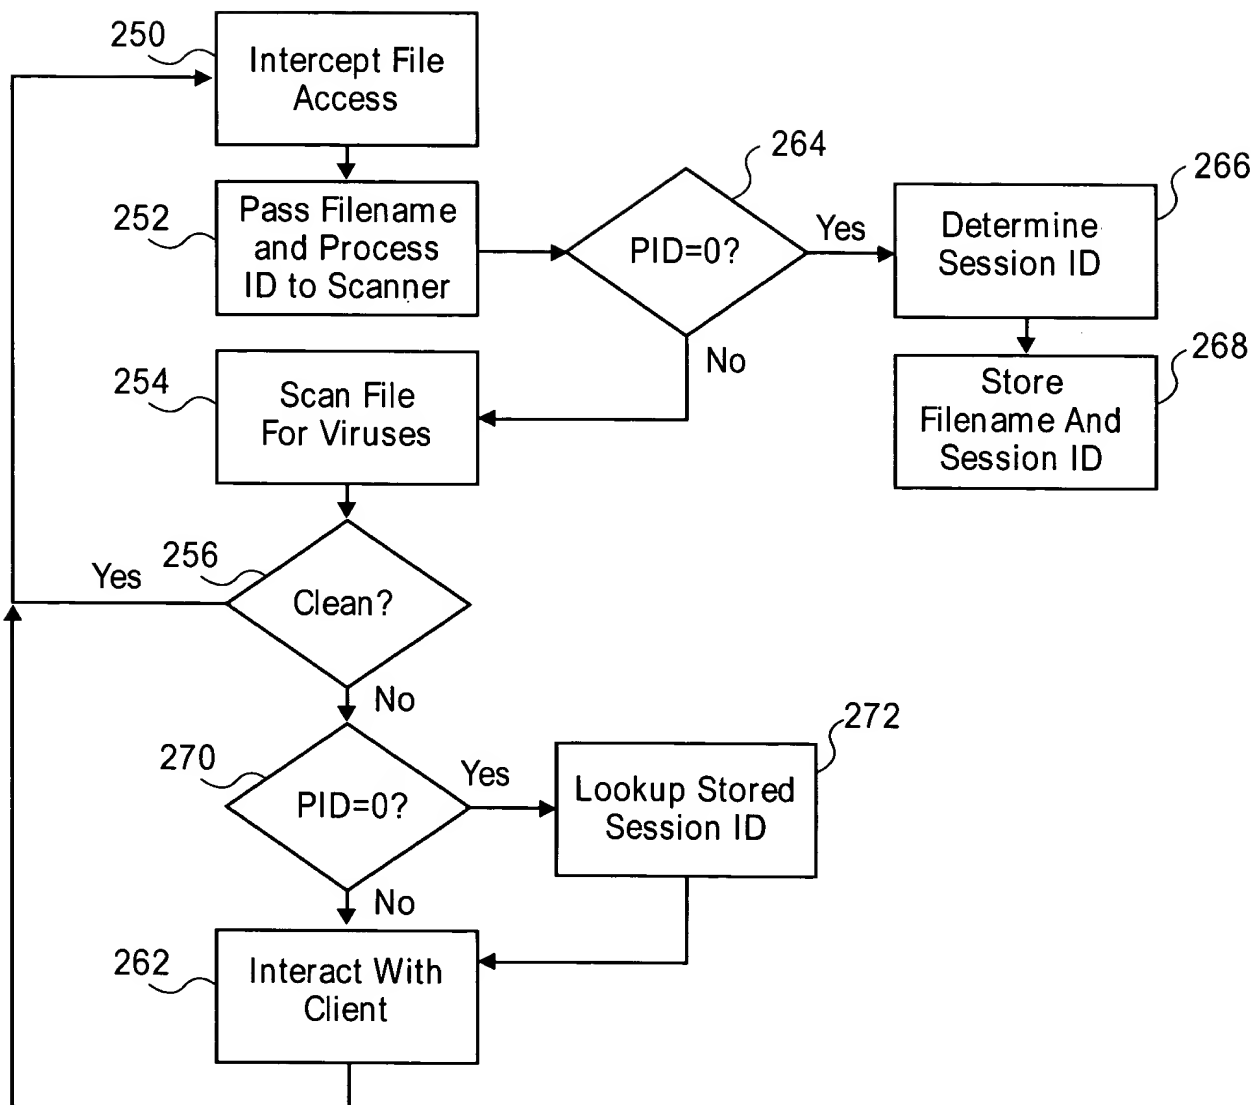 250
Intercept File
Access
264
266
252
Pass Filename
and Process
ID to Scanner
PID=0?
Yes
Determine
Session ID
No
268
254
Scan File
For Viruses
Store
Filename And
Session ID
256
Yes
Clean?
No
272
270
PID=0?
Yes
Lookup Stored
Session ID
No
262
Interact With
Client